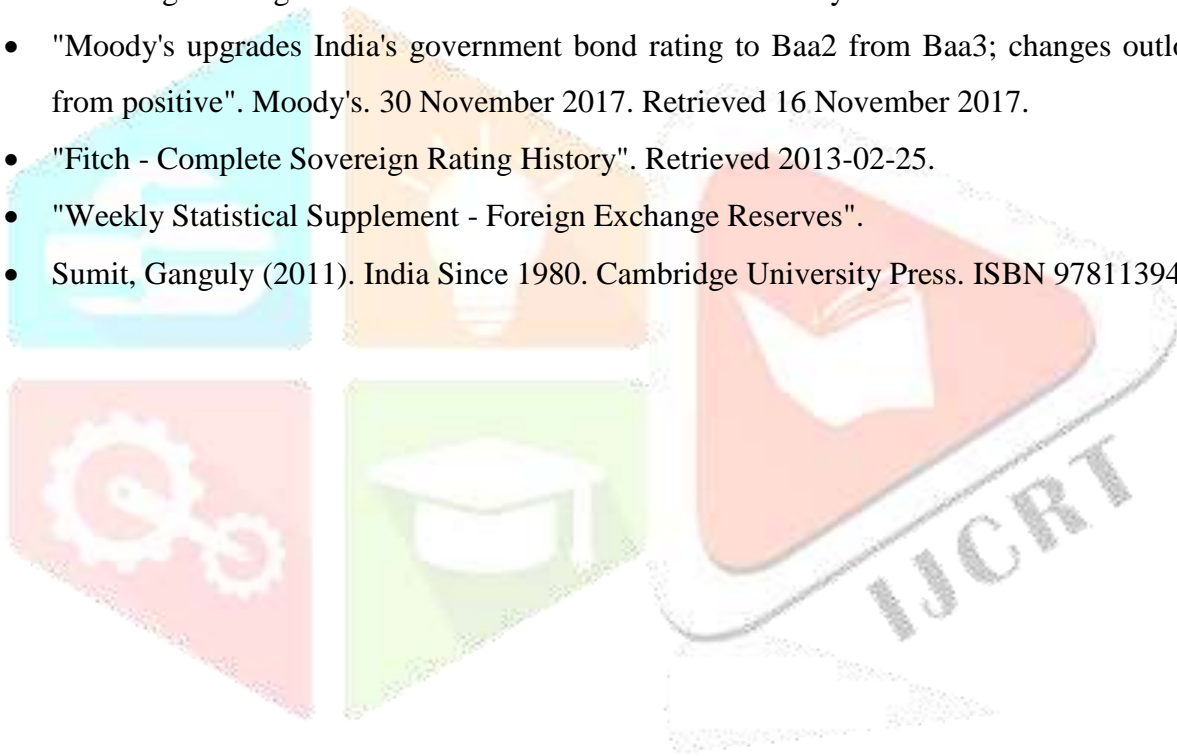 • "Moody's upgrades India's government bond rating to Baa2 from Baa3; changes
from positive". Moody's. 30 November 2017. Retrieved 16 November 2017.
• "Fitch - Complete Sovereign Rating History". Retrieved 2013-02-25.
• "Weekly Statistical Supplement - Foreign Exchange Reserves".
• Sumit, Ganguly (2011). India Since 1980. Cambridge University Press. ISBN 97811394
IJCRT